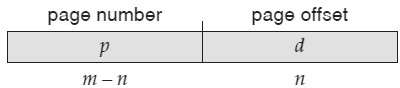 page number page offset
p d
m – n n